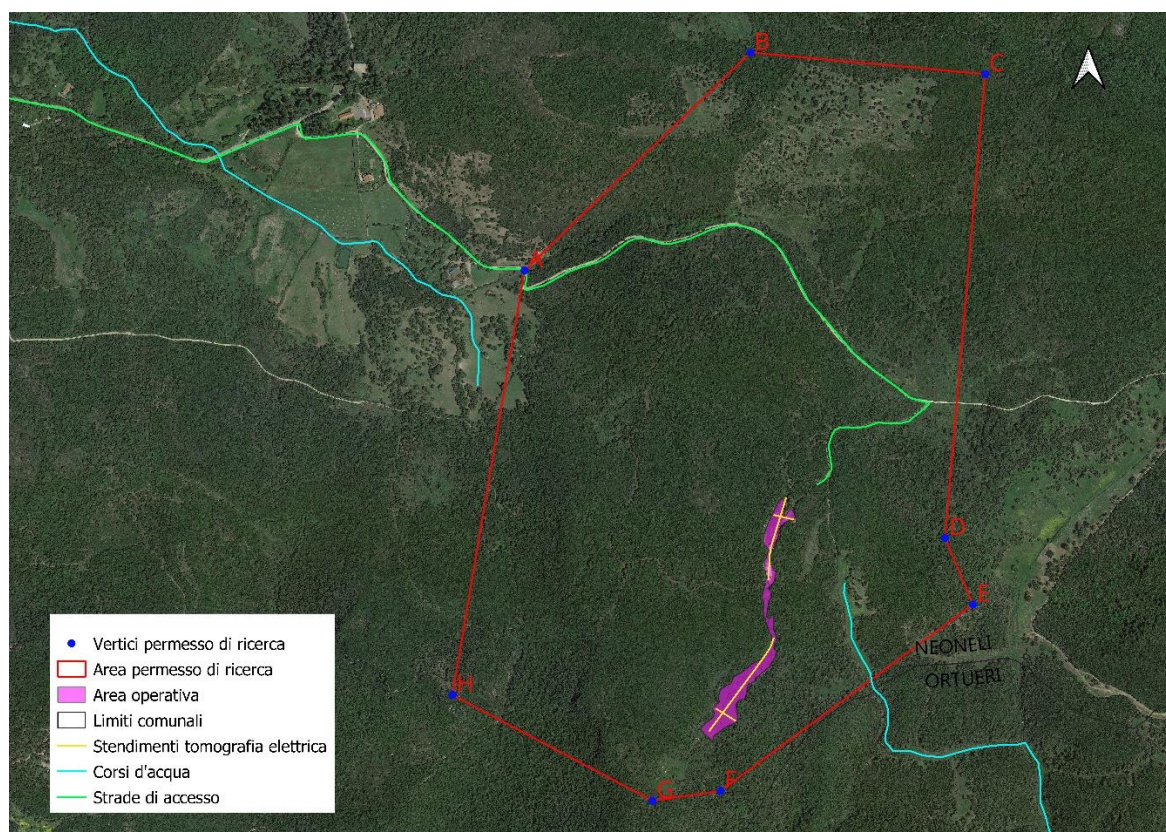 B
C
A
D
E
NEONELI
ORTUERI
H
F
G
Vertici permesso di ricerca
Area permesso di ricerca
Area operativa
Limiti comunali
Stendimenti tomografia elettrica
Corsi d'acqua
Strade di accesso